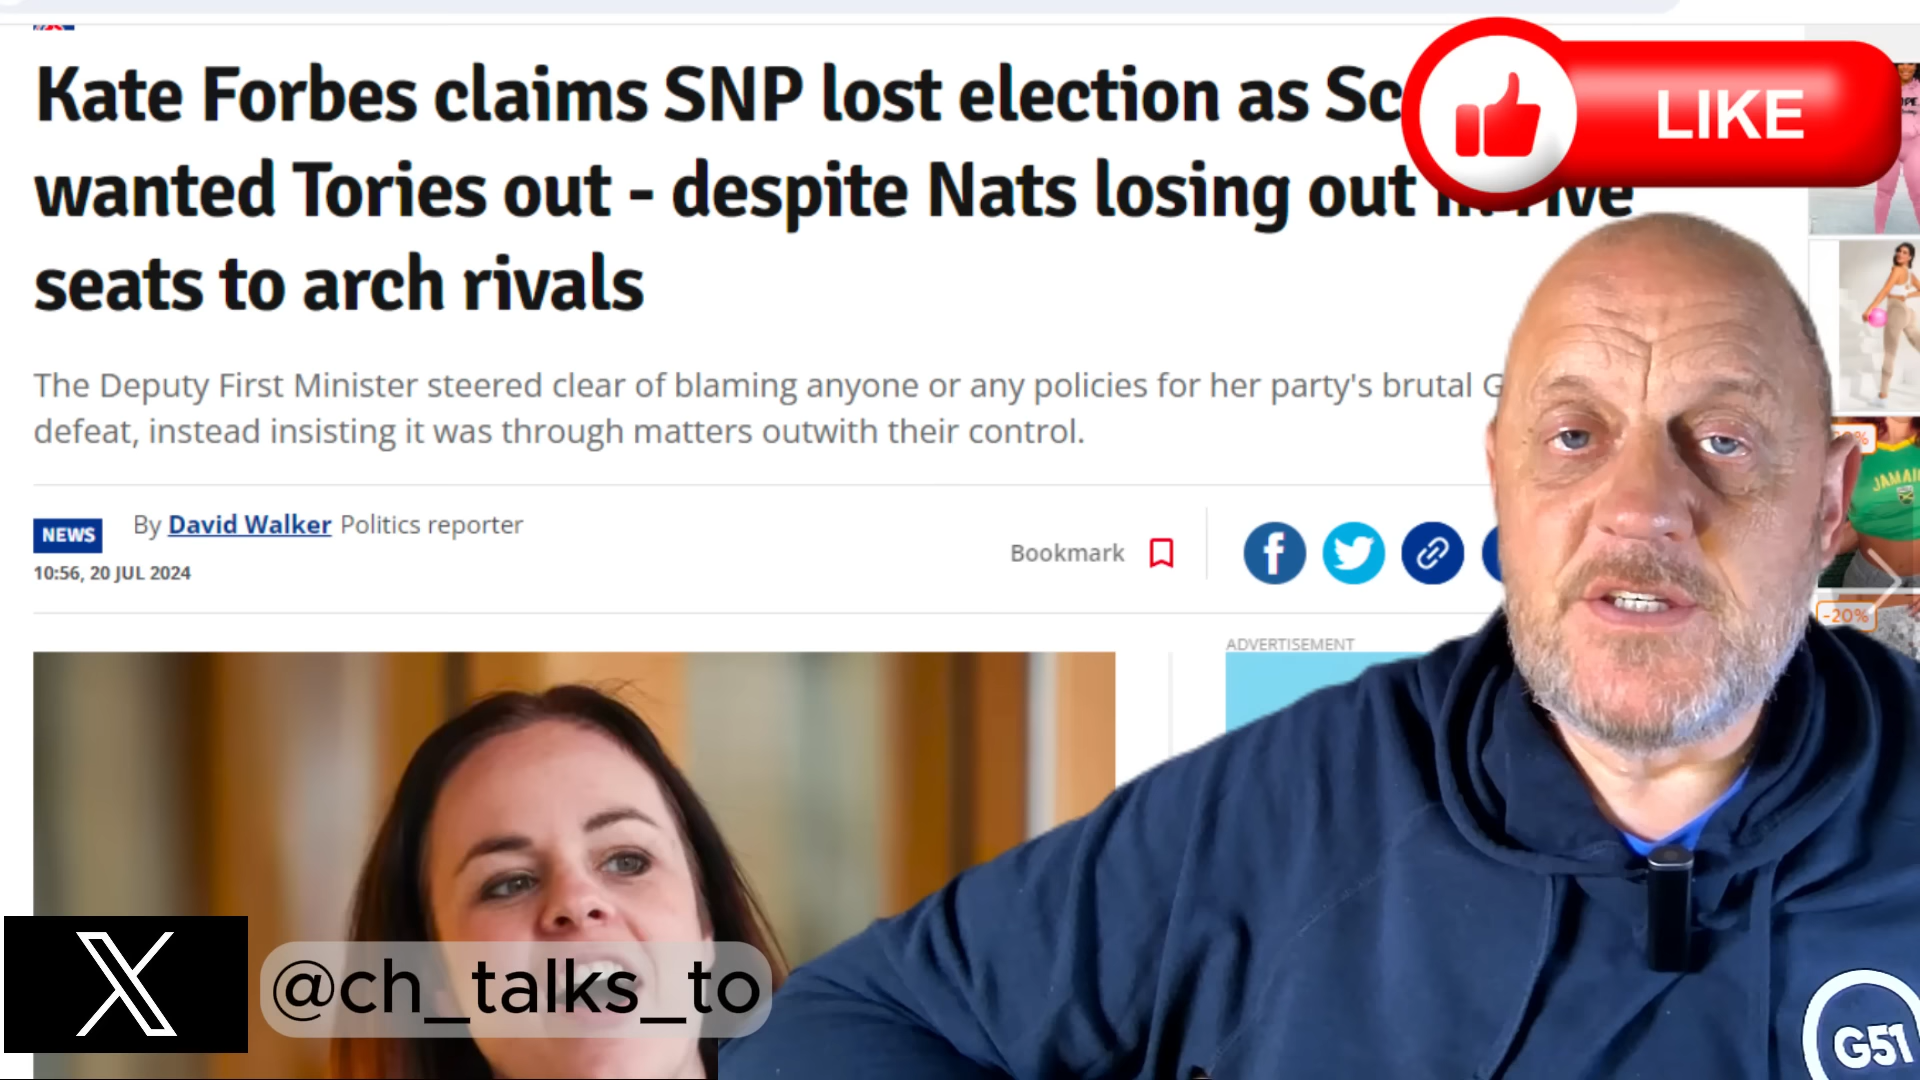 Kate Forbes claims SNP lost election as Sc
wanted Tories out - despite Nats losing out in five
seats to arch rivals
The Deputy First Minister steered clear of blaming anyone or any policies for her party's brutal G
defeat, instead insisting it was through matters outwith their control.
NEWS
By David Walker Politics reporter
10:56, 20 JUL 2024
Bookmark
ADVERTISEMENT
LIKE
JAMAI
-20%
X
@ch_talks_to
G51